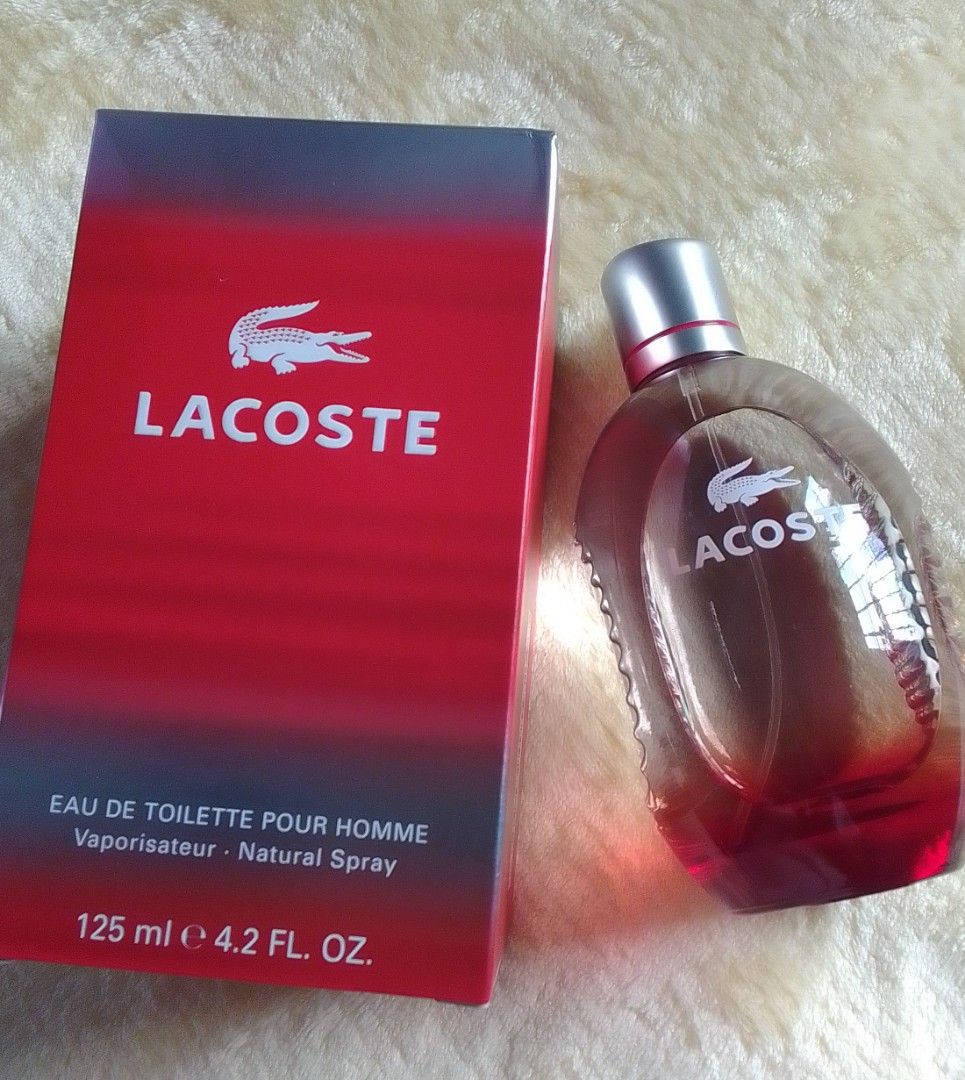 LACOSTE
EAU DE TOILETTE POUR HOMME
Vaporisateur · Natural Spray
125 ml ℮ 4.2 FL. OZ.
LACOSTE